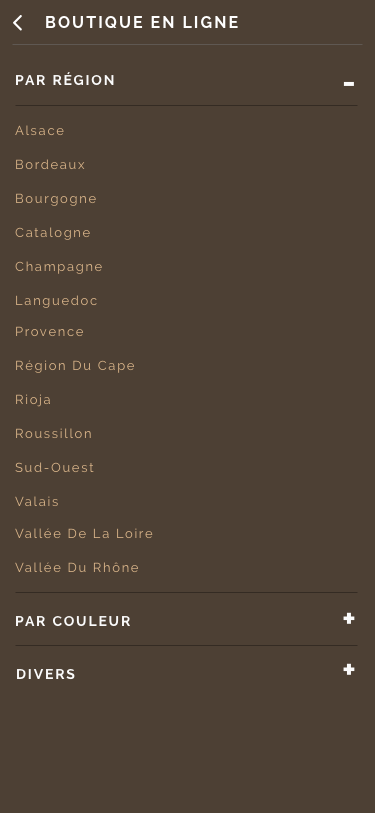 BOUTIQUE EN LIGNE
PAR RÉGION
Alsace
Bordeaux
Bourgogne
Catalogne
Champagne
Languedoc
Provence
Région Du Cape
Rioja
Roussillon
Sud-Ouest
Valais
Vallée De La Loire
Vallée Du Rhône
PAR COULEUR
DIVERS